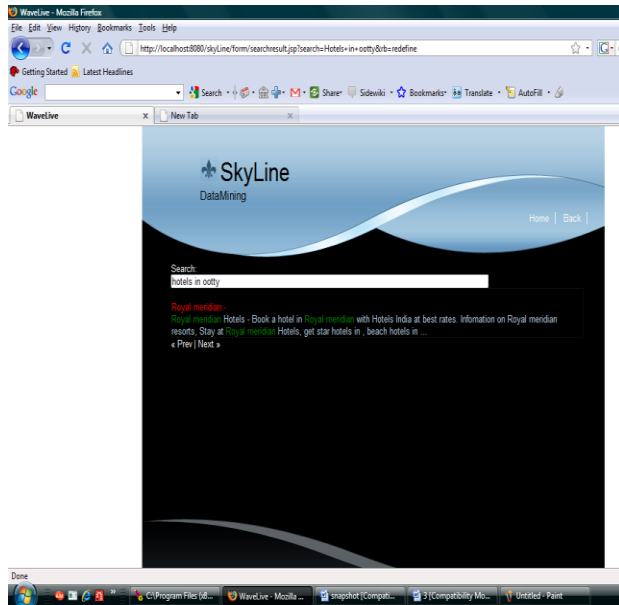 WaveLive - Mozilla Firefox
File Edit View History Bookmarks Tools Help
http://localhost:8080/skyLine/form/searchresult.jsp?search=Hotels+in+ootty&rb=redefine
Getting Started Latest Headlines
Google Search Share Sidewiki Bookmarks Translate AutoFill
WaveLive x New Tab x
SkyLine
DataMining
Home | Back |
Search:
hotels in ootty
Royal meridian:-
Royal meridian Hotels - Book a hotel in Royal meridian with Hotels India at best rates. Infomation on Royal meridian
resorts, Stay at Royal meridian Hotels, get star hotels in , beach hotels in ...
« Prev | Next »
Done
C:\Program Files (x8... WaveLive - Mozilla ... snapshot [Compati... 3 [Compatibility Mo... Untitled - Paint